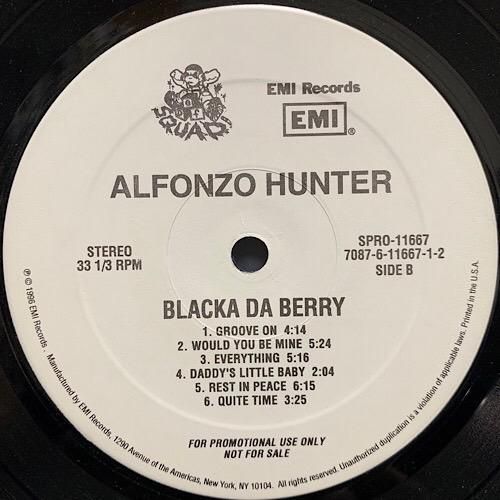 Def
SQUAD
EMI Records
EMI®
ALFONZO HUNTER
STEREO
33 1/3 RPM
SPRO-11667
7087-6-11667-1-2
SIDE B
BLACKA DA BERRY
1. GROOVE ON 4:14
2. WOULD YOU BE MINE 5:24
3. EVERYTHING 5:16
4. DADDY'S LITTLE BABY 2:04
5. REST IN PEACE 6:15
6. QUITE TIME 3:25
FOR PROMOTIONAL USE ONLY
NOT FOR SALE
℗ © 1996 EMI Records. - Manufactured by EMI Records, 1290 Avenue of the Americas, New York, NY 10104. All rights reserved. Unauthorized duplication is a violation of applicable laws. Printed in the U.S.A.